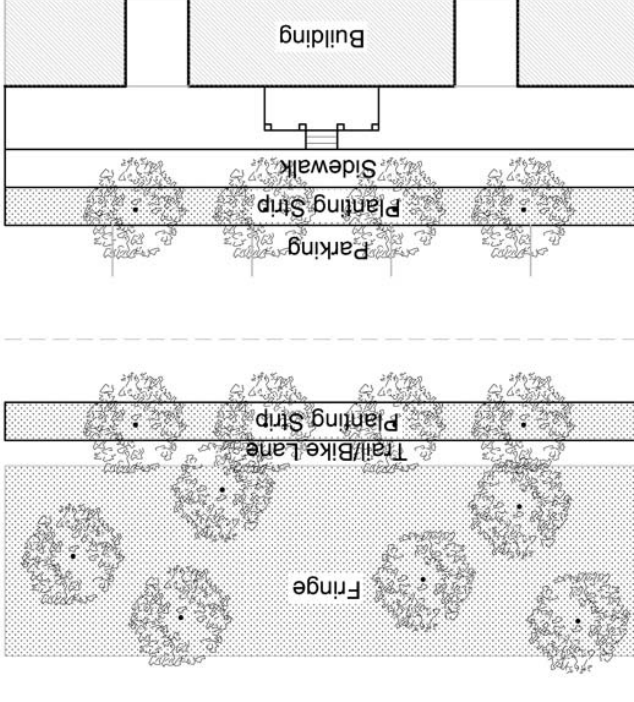 Fringe
Trail/Bike Lane
Planting Strip
Parking
Planting Strip
Sidewalk
Building